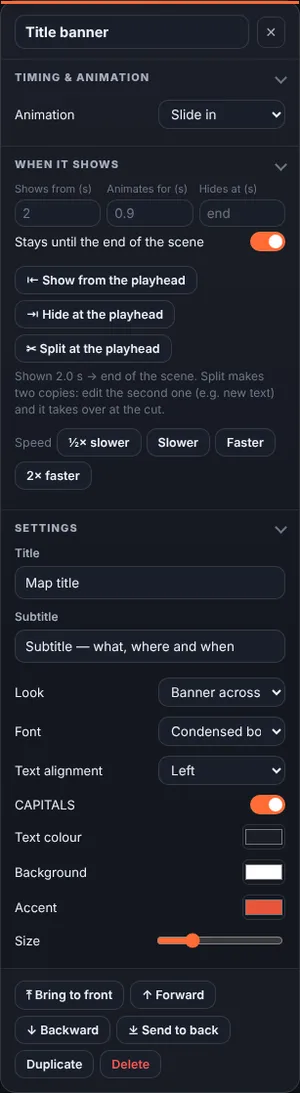 Title banner
✕
TIMING & ANIMATION
Animation Slide in
WHEN IT SHOWS
Shows from (s) Animates for (s) Hides at (s)
2 0.9 end
Stays until the end of the scene
⇤ Show from the playhead
⇥ Hide at the playhead
✂ Split at the playhead
Shown 2.0 s → end of the scene. Split makes
two copies: edit the second one (e.g. new text)
and it takes over at the cut.
Speed ½× slower Slower Faster
2× faster
SETTINGS
Title
Map title
Subtitle
Subtitle — what, where and when
Look Banner across
Font Condensed bo
Text alignment Left
CAPITALS
Text colour
Background
Accent
Size
⤒ Bring to front ↑ Forward
↓ Backward ⤓ Send to back
Duplicate Delete